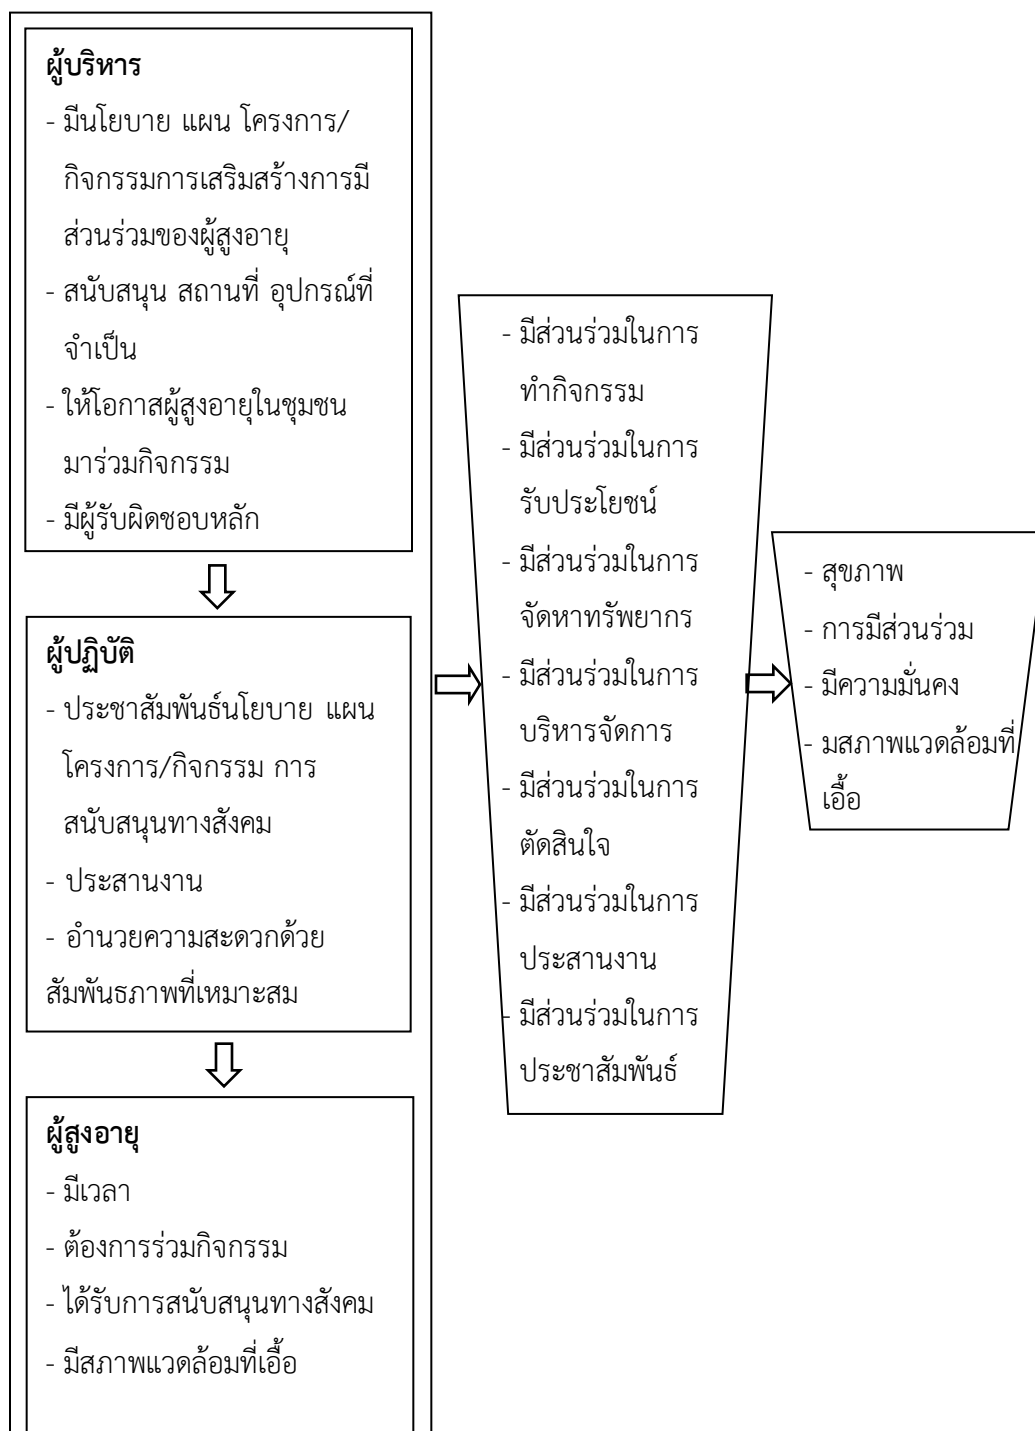 ผู้บริหาร
- มีนโยบาย แผน โครงการ/
กิจกรรมการเสริมสร้างการมี
ส่วนร่วมของผู้สูงอายุ
- สนับสนุน สถานที่ อุปกรณ์ที่
จำเป็น
- ให้โอกาสผู้สูงอายุในชุมชน
มาร่วมกิจกรรม
- มีผู้รับผิดชอบหลัก
ผู้ปฏิบัติ
- ประชาสัมพันธ์นโยบาย แผน
โครงการ/กิจกรรม การ
สนับสนุนทางสังคม
- ประสานงาน
- อำนวยความสะดวกด้วย
สัมพันธภาพที่เหมาะสม
ผู้สูงอายุ
- มีเวลา
- ต้องการร่วมกิจกรรม
- ได้รับการสนับสนุนทางสังคม
- มีสภาพแวดล้อมที่เอื้อ
- มีส่วนร่วมในการ
ทำกิจกรรม
- มีส่วนร่วมในการ
รับประโยชน์
- มีส่วนร่วมในการ
จัดหาทรัพยากร
- มีส่วนร่วมในการ
บริหารจัดการ
- มีส่วนร่วมในการ
ตัดสินใจ
- มีส่วนร่วมในการ
ประสานงาน
- มีส่วนร่วมในการ
ประชาสัมพันธ์
- สุขภาพ
- การมีส่วนร่วม
- มีความมั่นคง
- มสภาพแวดล้อมที่
เอื้อ